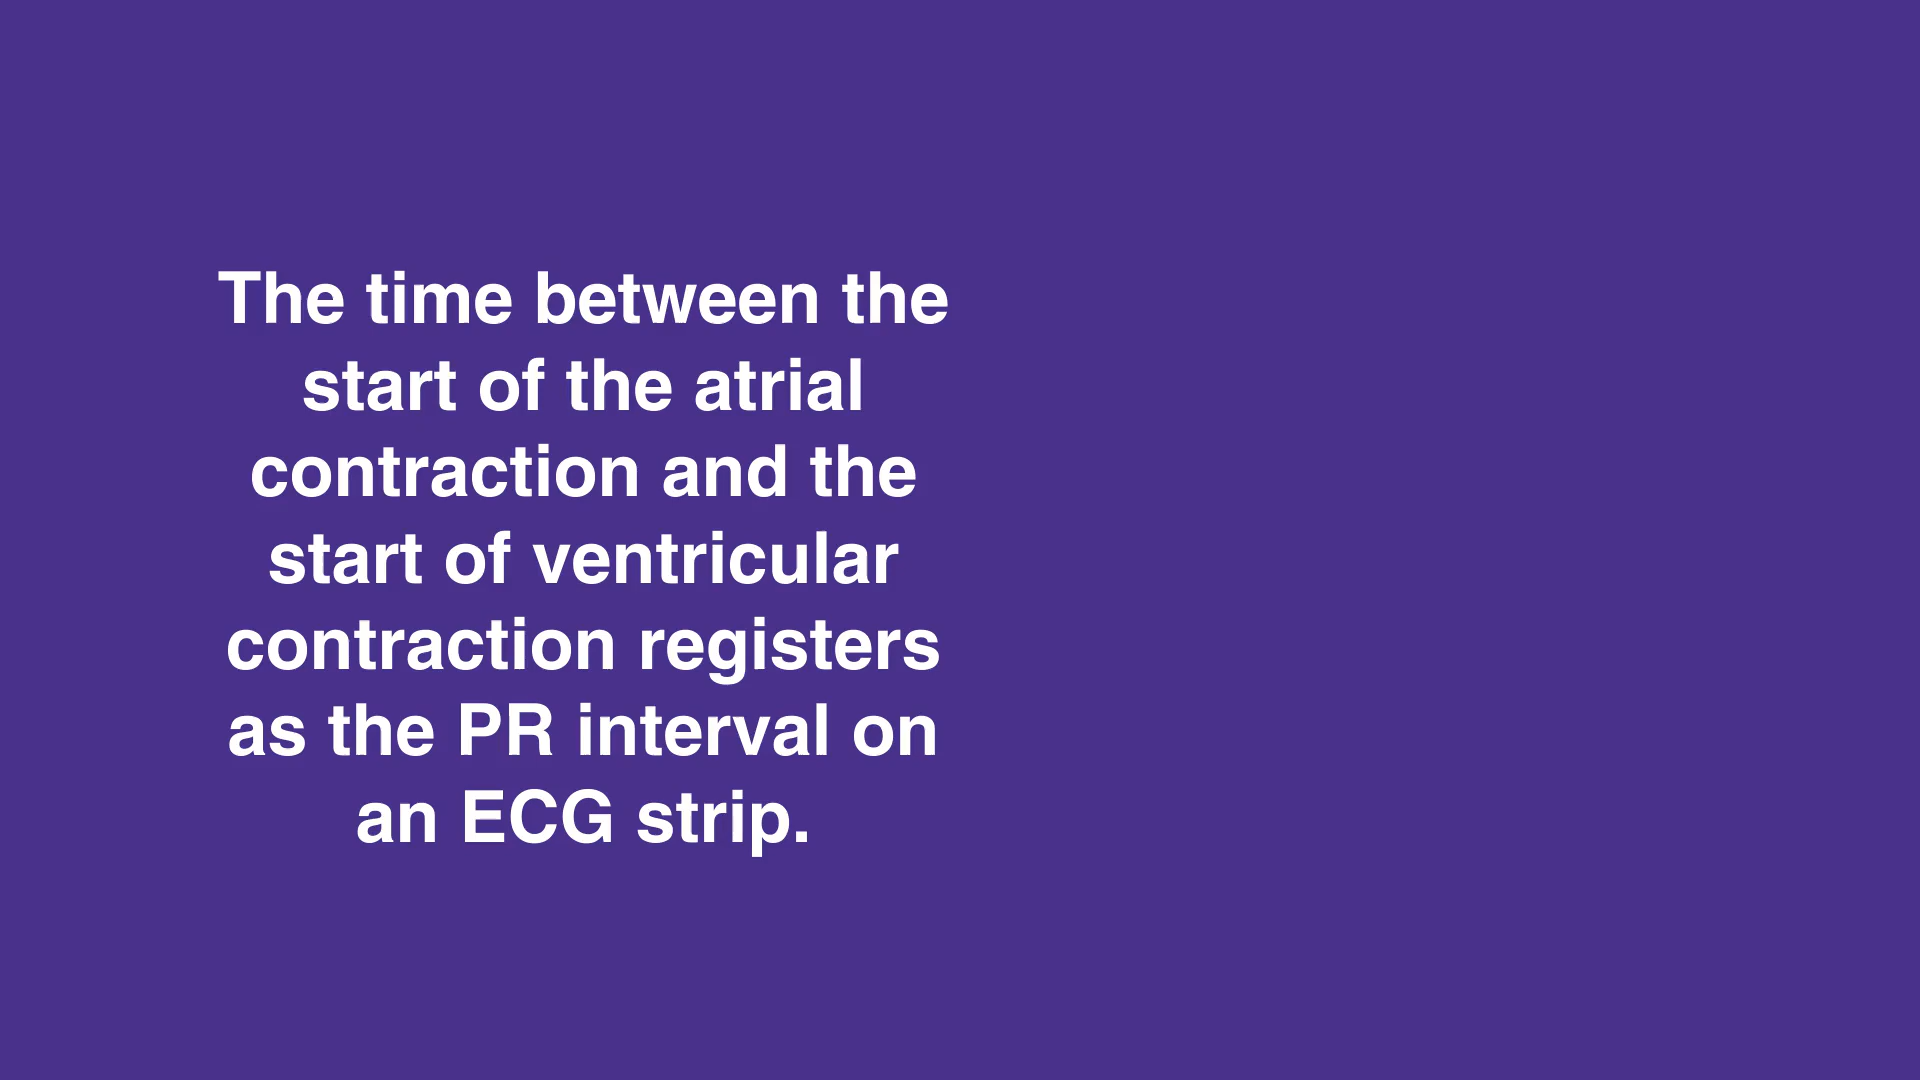 The time between the
start of the atrial
contraction and the
start of ventricular
contraction registers
as the PR interval on
an ECG strip.